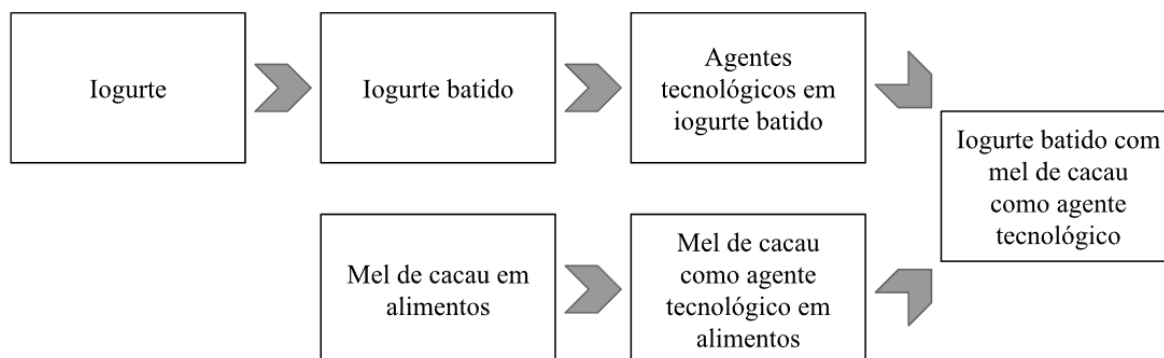 Iogurte
Iogurte batido
Agentes
tecnológicos em
iogurte batido
Mel de cacau em
alimentos
Mel de cacau
como agente
tecnológico em
alimentos
Iogurte batido com
mel de cacau
como agente
tecnológico